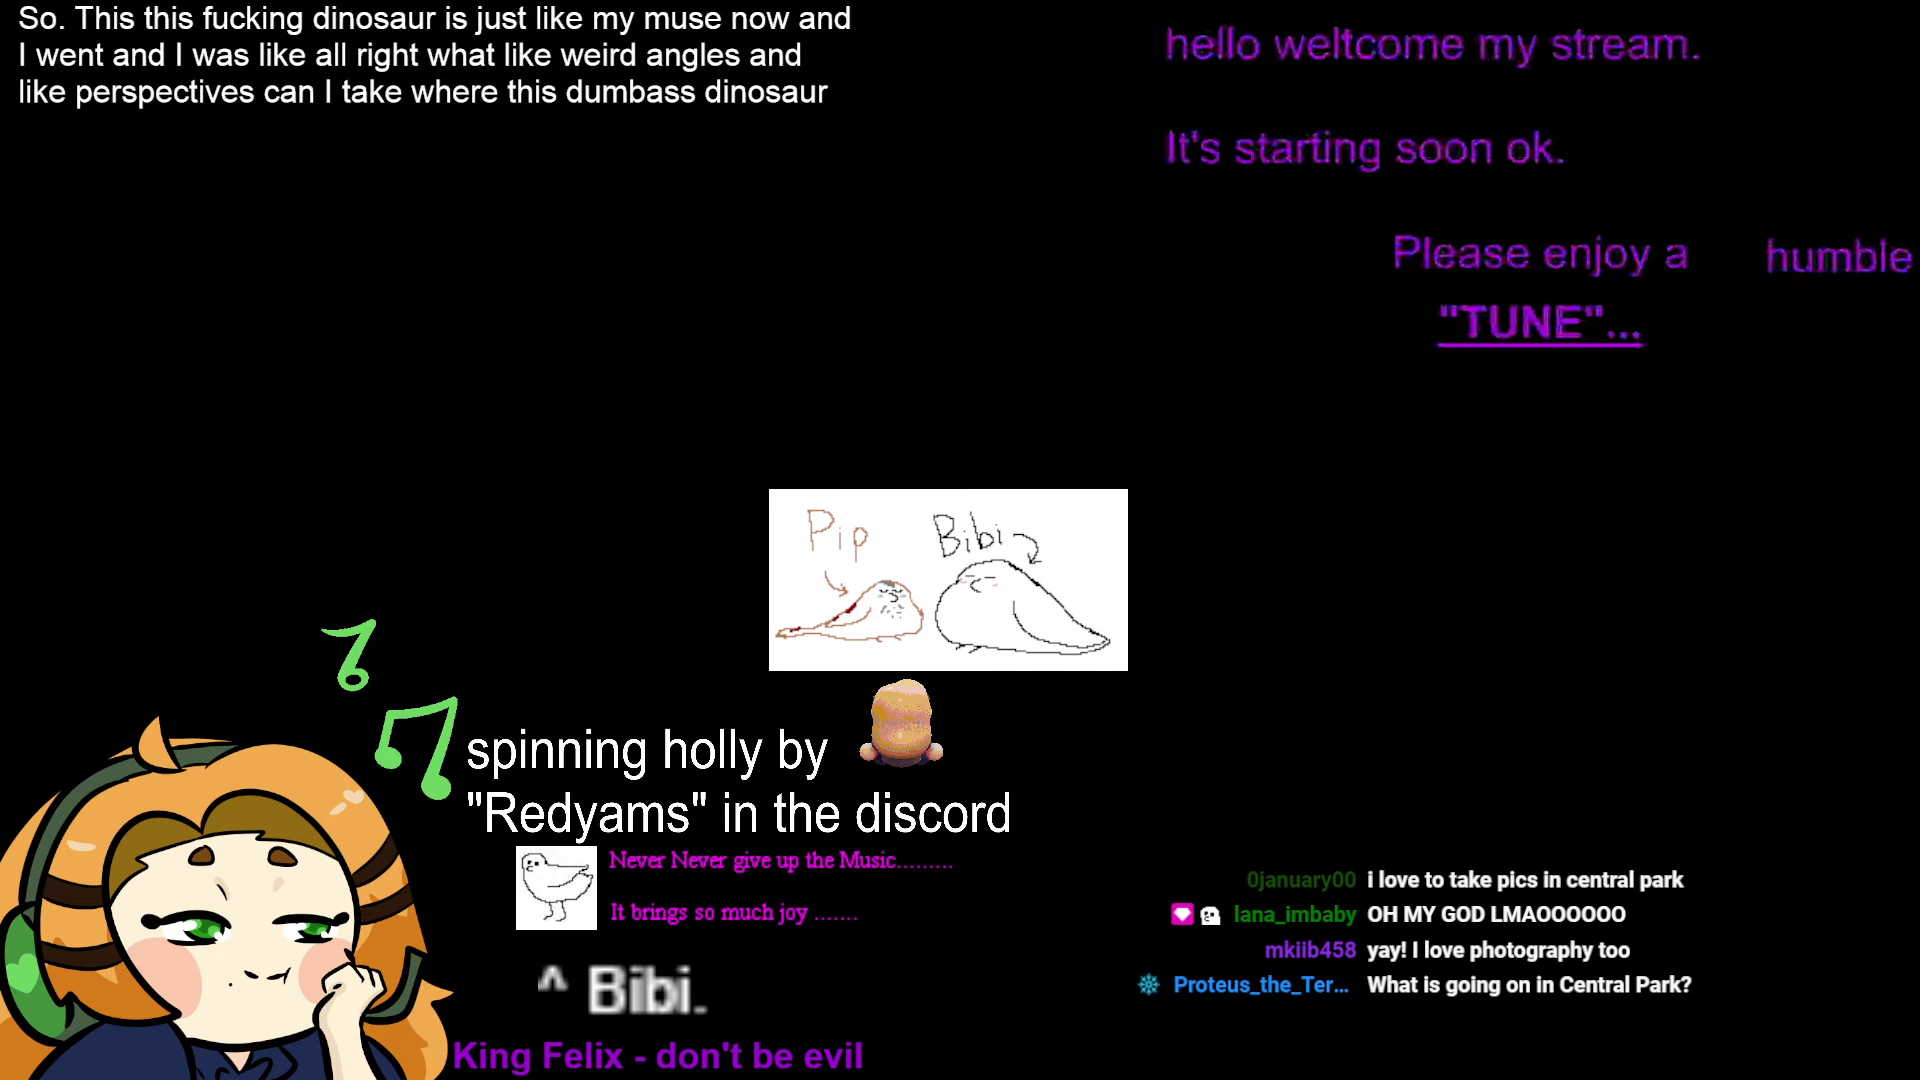 So. This this fucking dinosaur is just like my muse now and
I went and I was like all right what like weird angles and
like perspectives can I take where this dumbass dinosaur
hello weltcome my stream.
It's starting soon ok.
Please enjoy a humble
"TUNE"...
Pip
Bibi
spinning holly by
"Redyams" in the discord
Never Never give up the Music.........
It brings so much joy .......
^ Bibi.
King Felix - don't be evil
0january00 i love to take pics in central park
lana_imbaby OH MY GOD LMAOOOOOO
mkiib458 yay! I love photography too
Proteus_the_Ter... What is going on in Central Park?